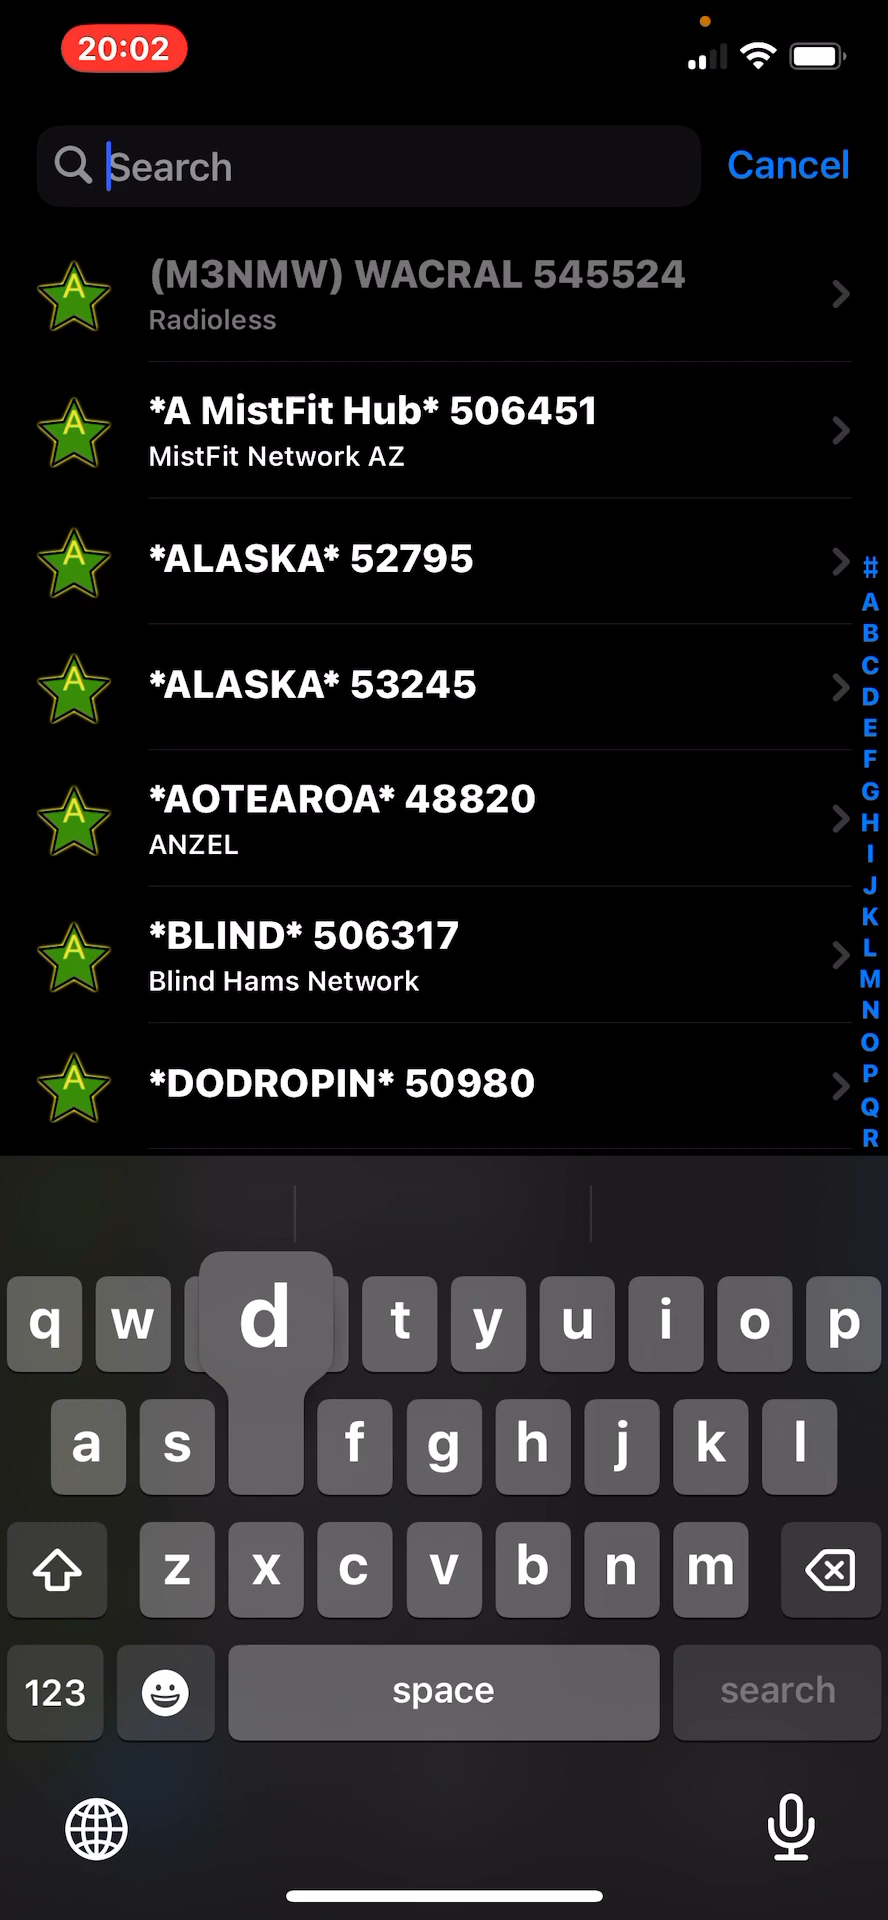 20:02
Search
Cancel
A
(M3NMW) WACRAL 545524
Radioless
A
*A MistFit Hub* 506451
MistFit Network AZ
A
*ALASKA* 52795
A
*ALASKA* 53245
A
*AOTEAROA* 48820
ANZEL
A
*BLIND* 506317
Blind Hams Network
A
*DODROPIN* 50980
#
A
B
C
D
E
F
G
H
I
J
K
L
M
N
O
P
Q
R
q w d t y u i o p
a s f g h j k l
z x c v b n m
123 space search